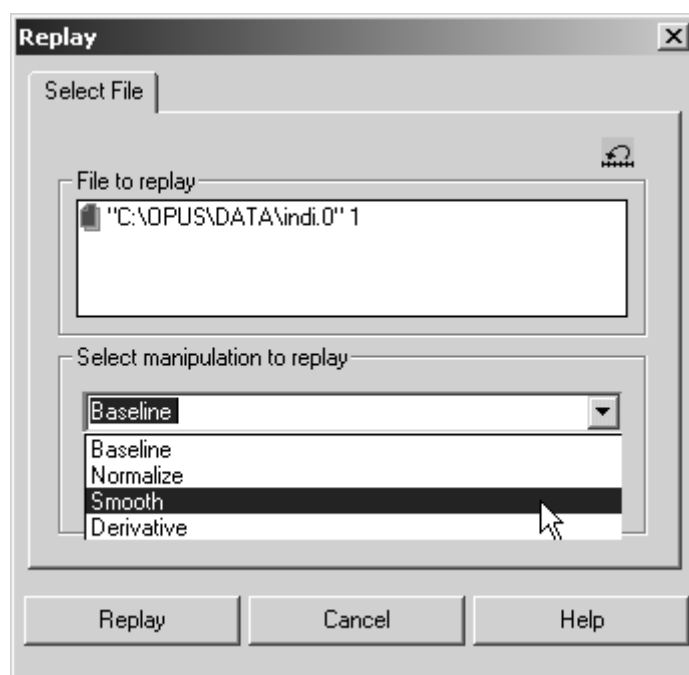 Replay
Select File
File to replay
"C:\OPUS\DATA\indi.0" 1
Select manipulation to replay
Baseline
Baseline
Normalize
Smooth
Derivative
Replay Cancel Help